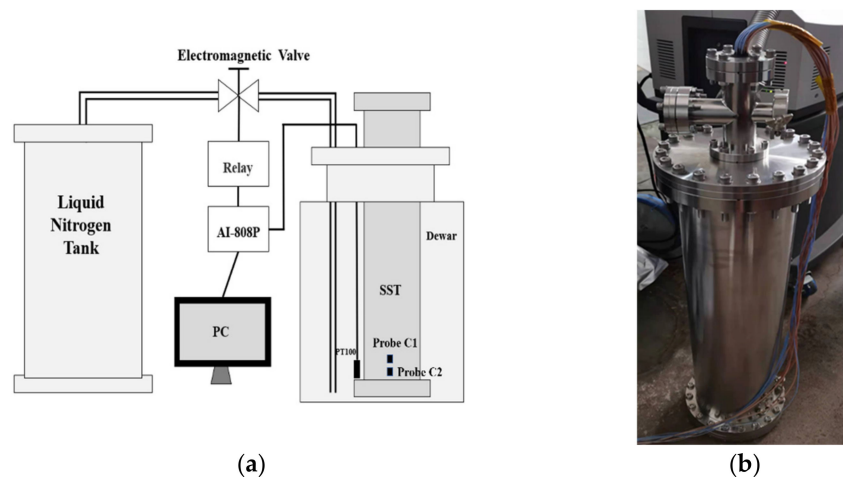 Electromagnetic Valve
Liquid
Nitrogen
Tank
Relay
AI-808P
PC
Dewar
SST
PT100
Probe C1
Probe C2
(a)
(b)